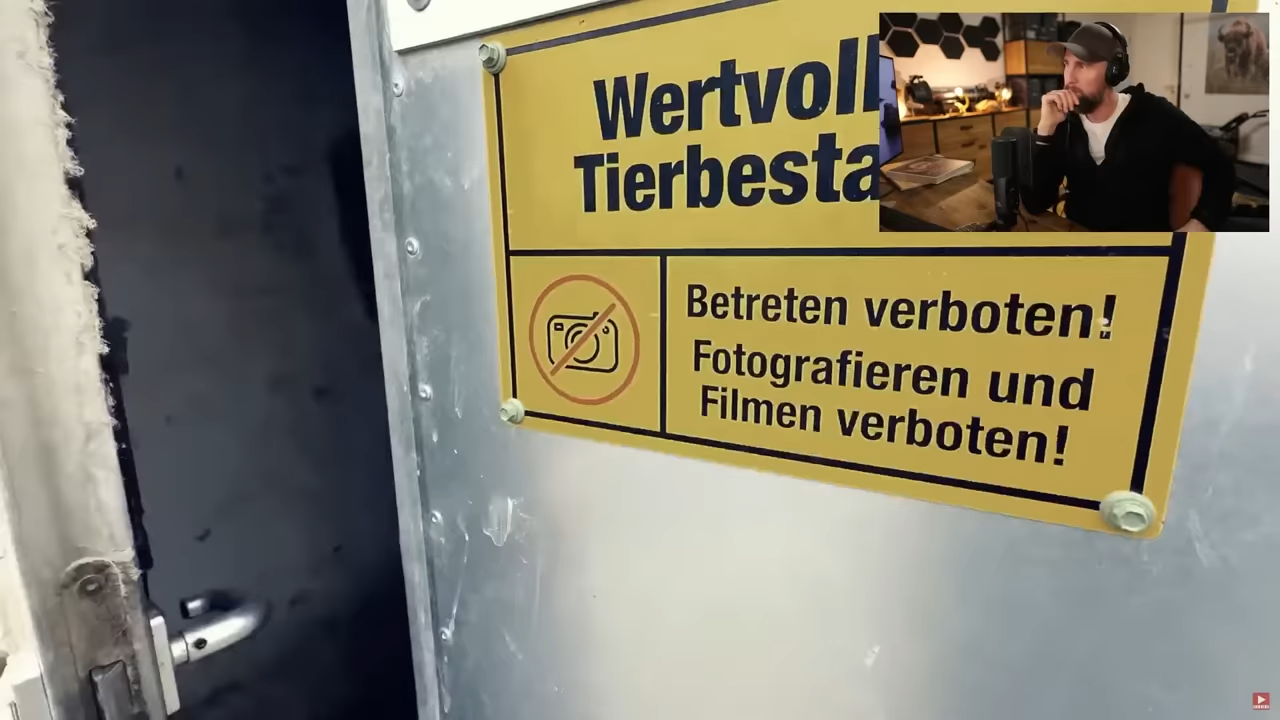 Wertvoll
Tierbesta
Betreten verboten!
Fotografieren und
Filmen verboten!